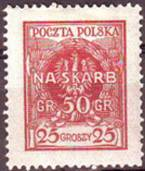 POCZTA POLSKA
NA SKARB
GR 50 GR
25 GROSZY 25